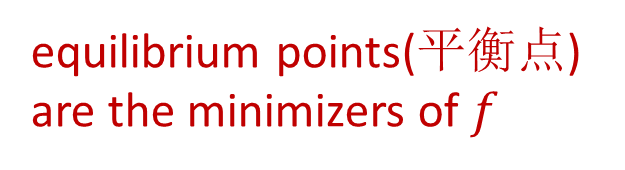 equilibrium points(平衡点)
are the minimizers of 𝑓